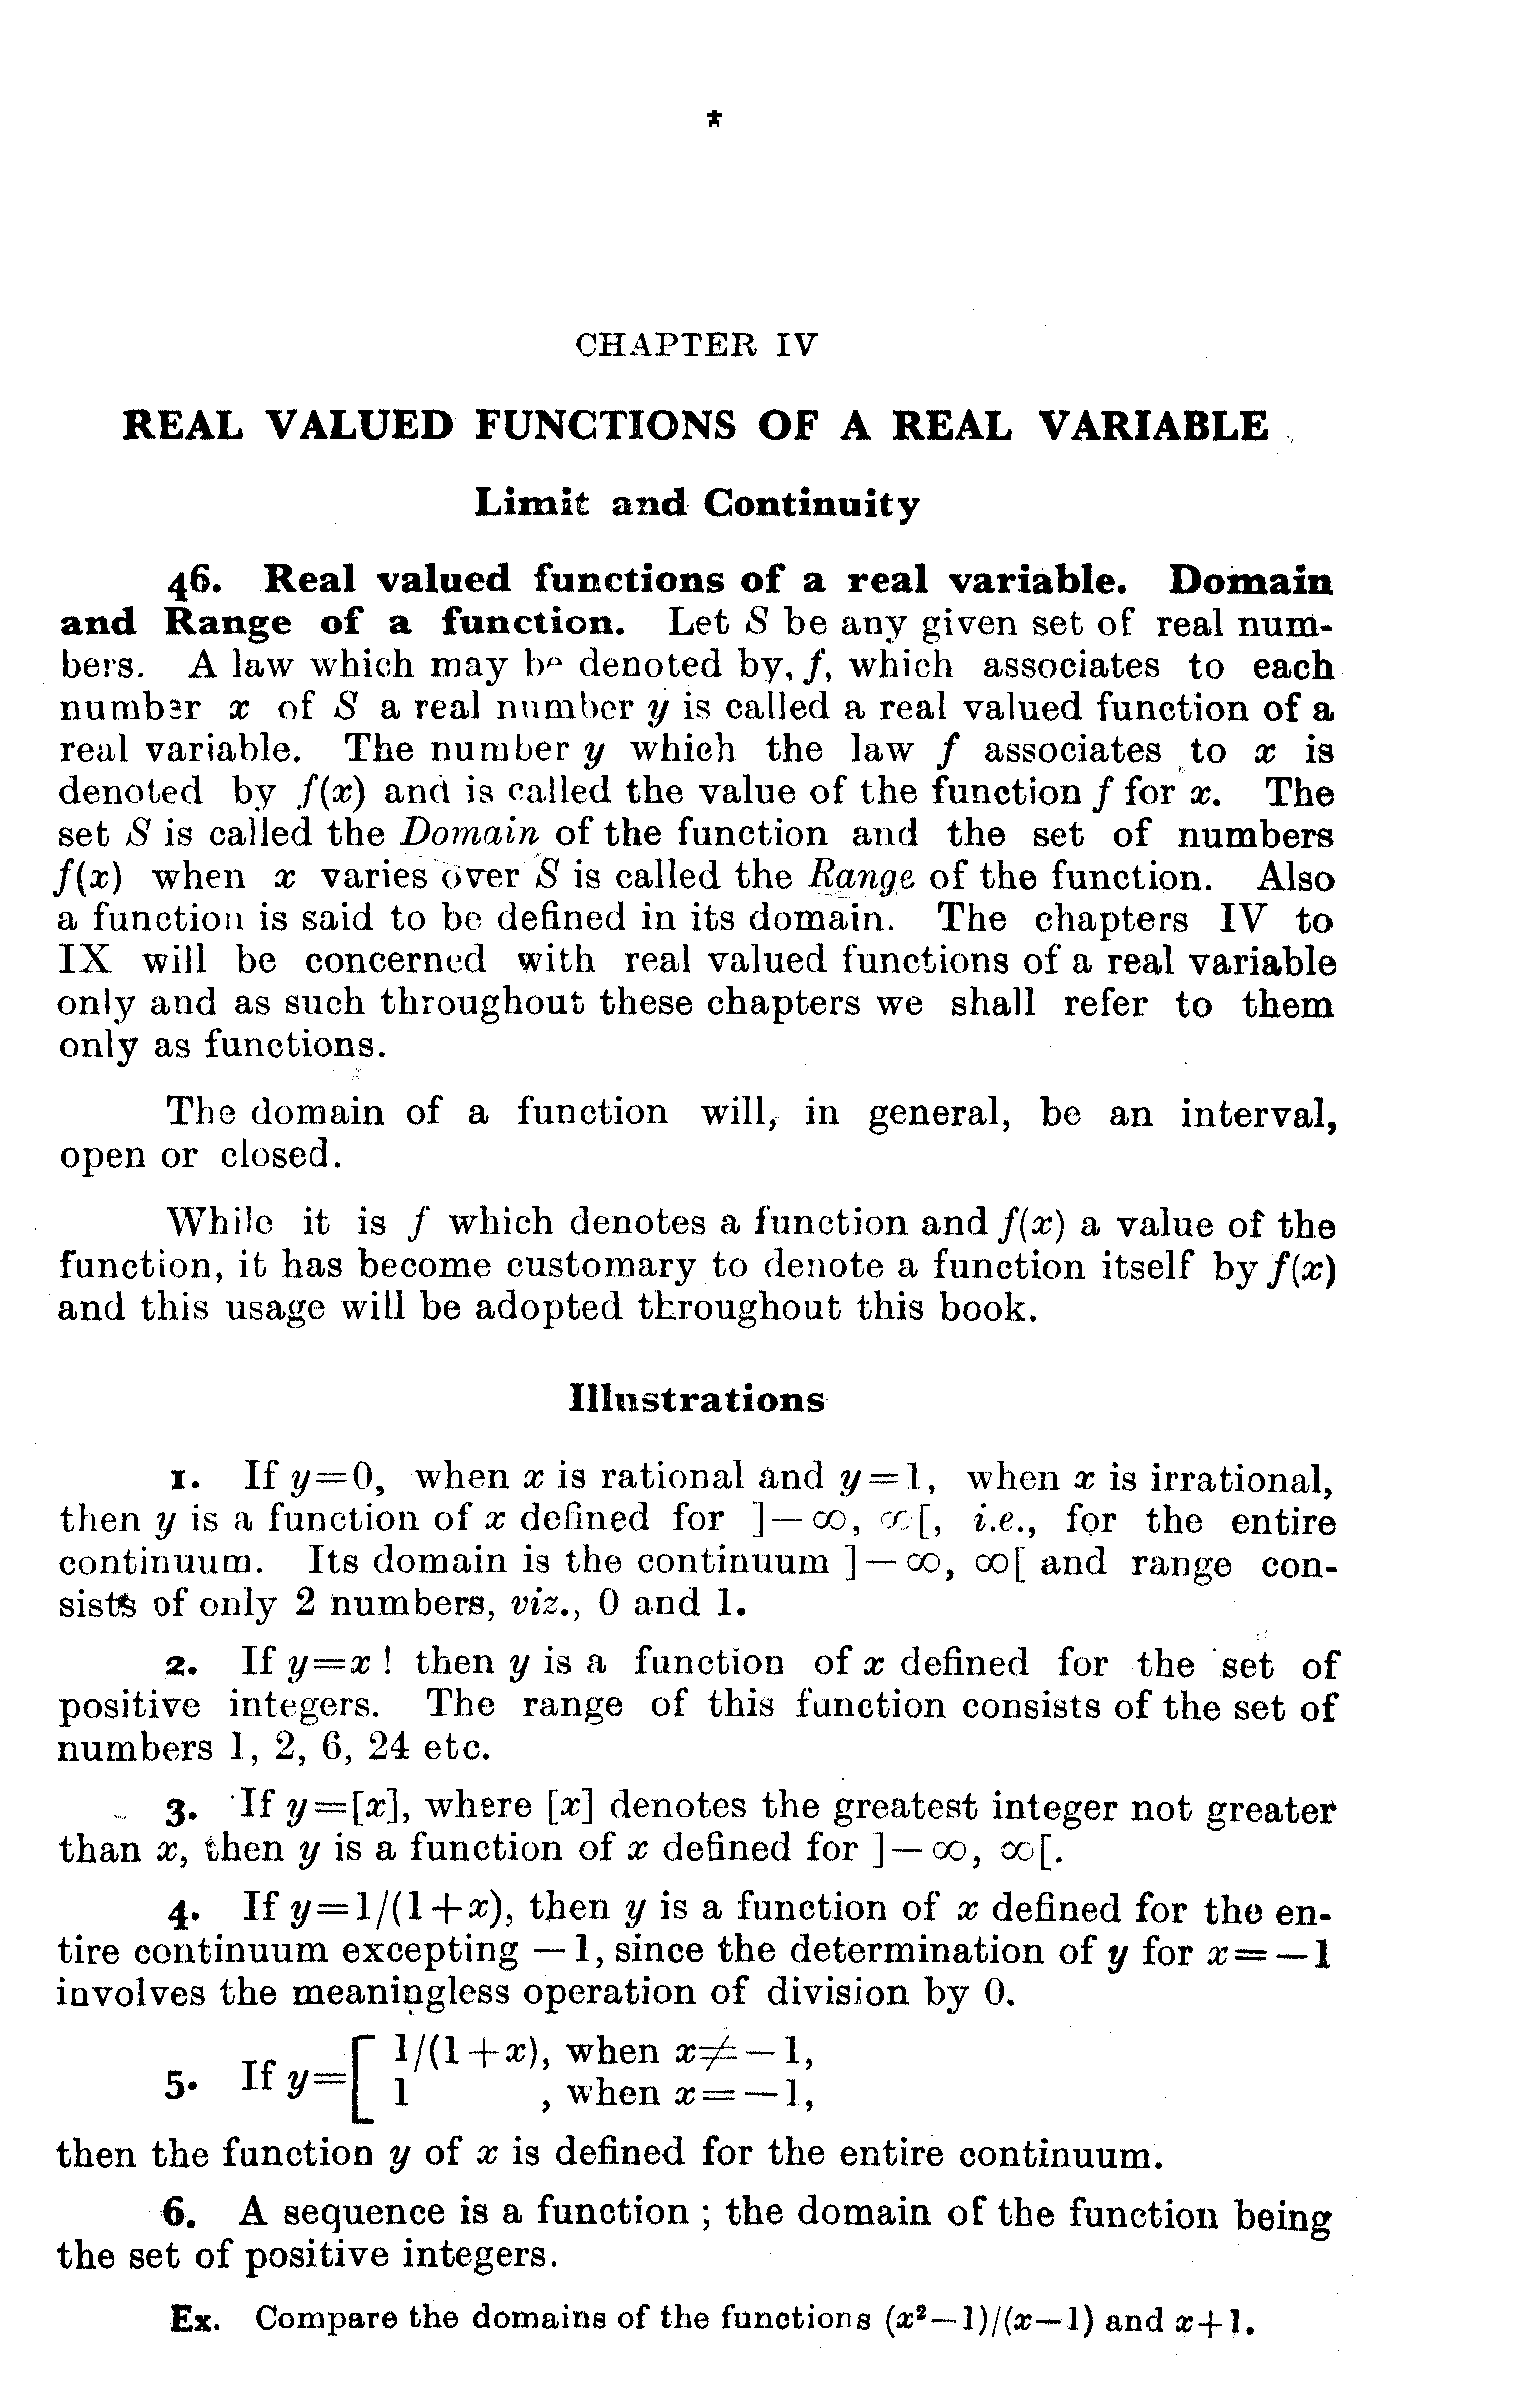 *
CHAPTER IV
REAL VALUED FUNCTIONS OF A REAL VARIABLE
Limit and Continuity
46. Real valued functions of a real variable. Domain
and Range of a function. Let S be any given set of real num-
bers. A law which may be denoted by, f, which associates to each
number x of S a real number y is called a real valued function of a
real variable. The number y which the law f associates to x is
denoted by f(x) and is called the value of the function f for x. The
set S is called the Domain of the function and the set of numbers
f(x) when x varies over S is called the Range of the function. Also
a function is said to be defined in its domain. The chapters IV to
IX will be concerned with real valued functions of a real variable
only and as such throughout these chapters we shall refer to them
only as functions.
The domain of a function will, in general, be an interval,
open or closed.
While it is f which denotes a function and f(x) a value of the
function, it has become customary to denote a function itself by f(x)
and this usage will be adopted throughout this book.
Illustrations
1. If y=0, when x is rational and y=1, when x is irrational,
then y is a function of x defined for ]—∞, ∞[, i.e., for the entire
continuum. Its domain is the continuum ]—∞, ∞[ and range con-
sists of only 2 numbers, viz., 0 and 1.
2. If y=x ! then y is a function of x defined for the set of
positive integers. The range of this function consists of the set of
numbers 1, 2, 6, 24 etc.
3. If y=[x], where [x] denotes the greatest integer not greater
than x, then y is a function of x defined for ]—∞, ∞[.
4. If y=1/(1+x), then y is a function of x defined for the en-
tire continuum excepting —1, since the determination of y for x=—1
involves the meaningless operation of division by 0.
5. If y=[ 1/(1+x), when x≠—1,
1 , when x=—1,
then the function y of x is defined for the entire continuum.
6. A sequence is a function ; the domain of the function being
the set of positive integers.
Ex. Compare the domains of the functions (x²—1)/(x—1) and x+1.